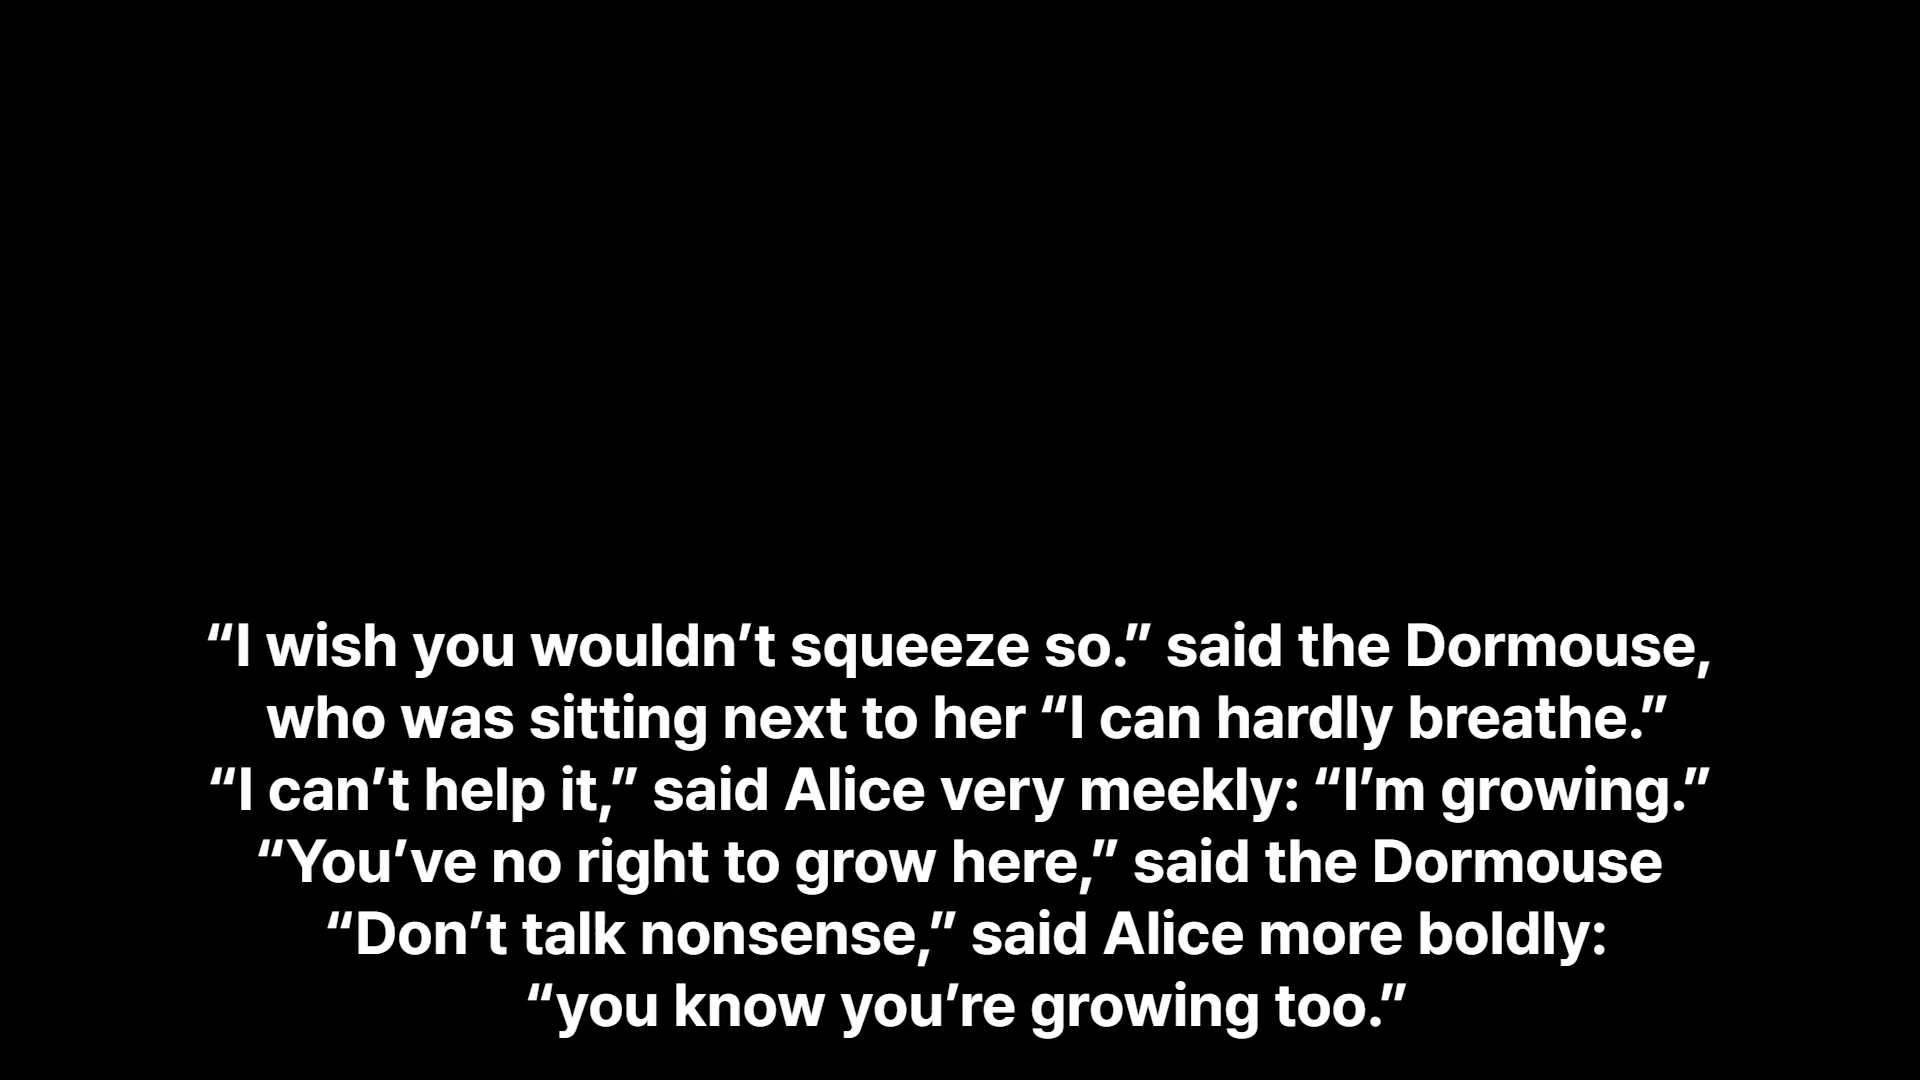 “I wish you wouldn’t squeeze so.” said the Dormouse,
who was sitting next to her “I can hardly breathe.”
“I can’t help it,” said Alice very meekly: “I’m growing.”
“You’ve no right to grow here,” said the Dormouse
“Don’t talk nonsense,” said Alice more boldly:
“you know you’re growing too.”